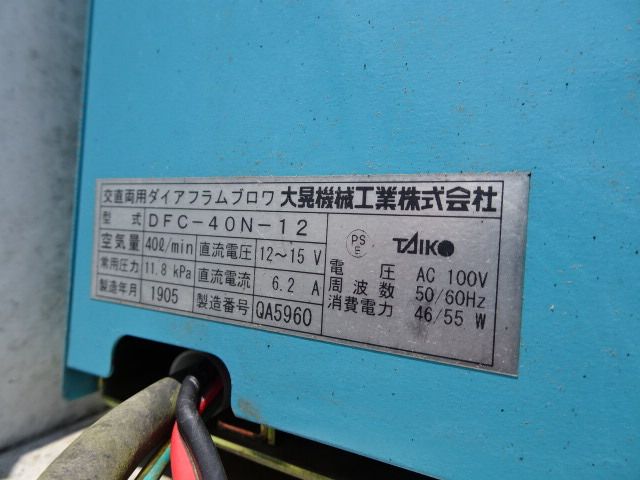 交直両用ダイアフラムブロワ 大晃機械工業株式会社
型式 DFC-40N-12
空気量 40ℓ/min 直流電圧 12～15 V
常用圧力 11.8 kPa 直流電流 6.2 A
製造年月 1905 製造番号 QA5960
PS
E
TAIKO
電圧 AC 100V
周波数 50/60Hz
消費電力 46/55 W